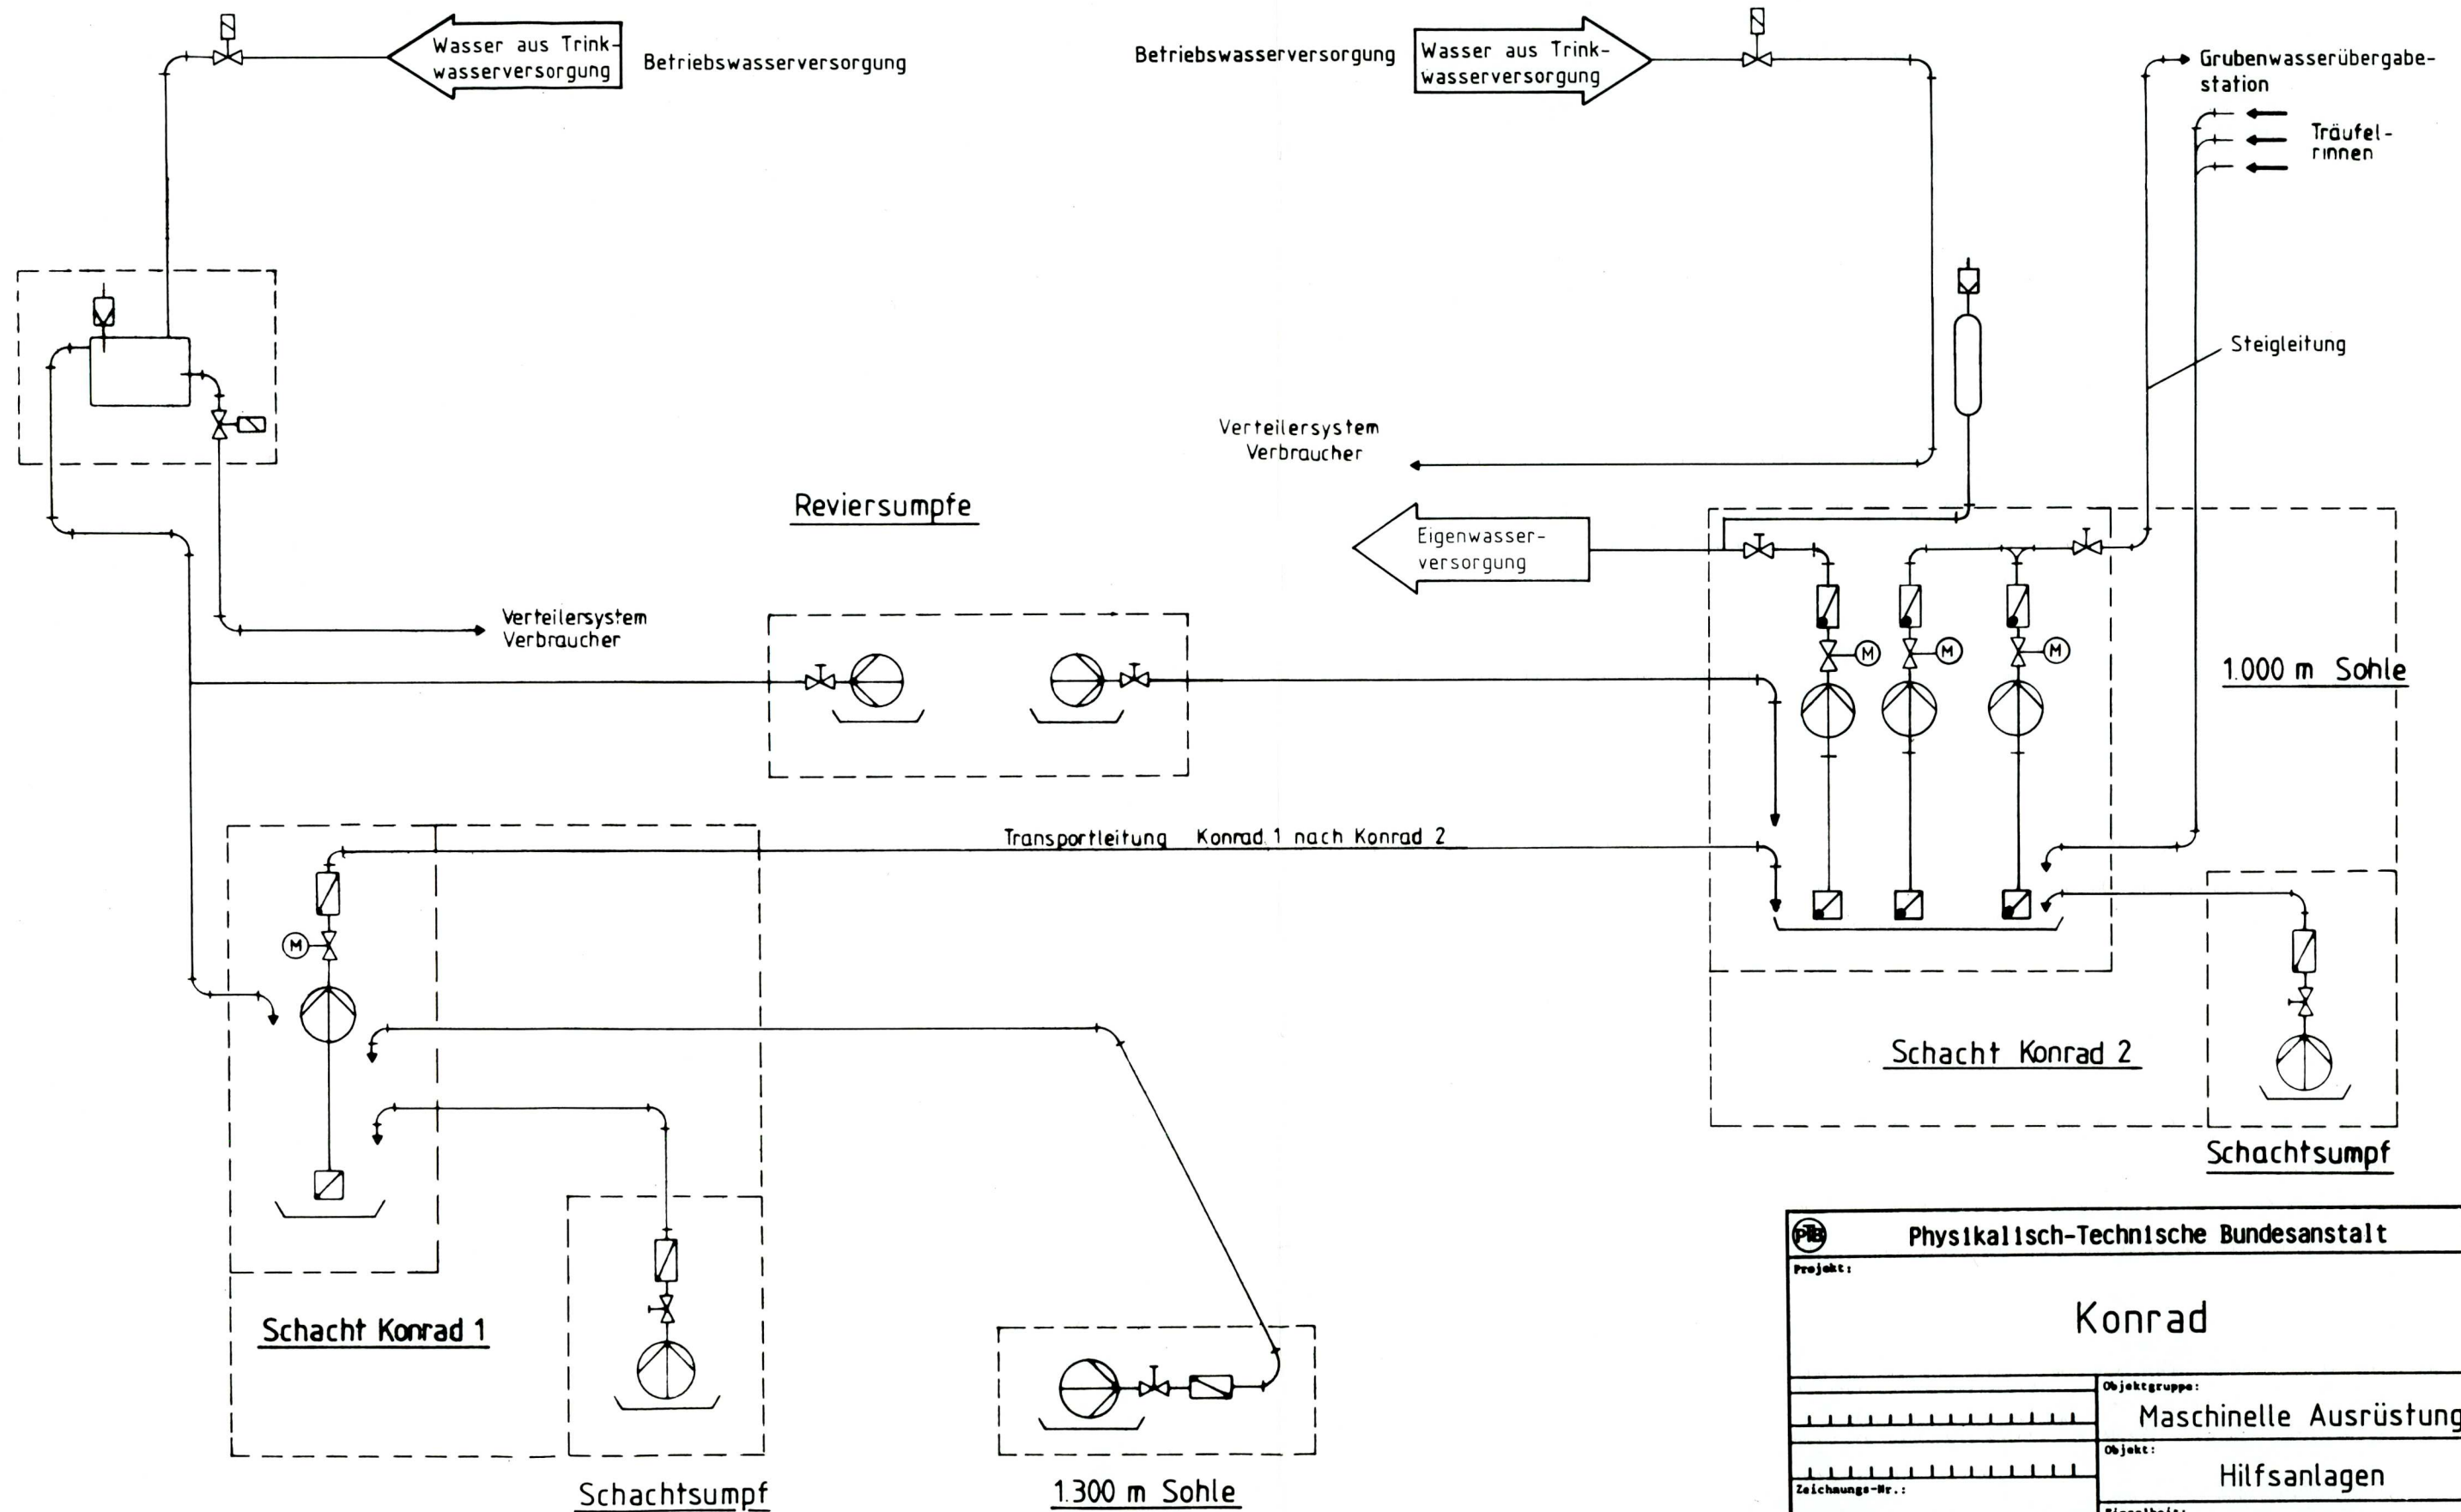 Wasser aus Trink-
wasserversorgung
Betriebswasserversorgung
Betriebswasserversorgung
Wasser aus Trink-
wasserversorgung
Grubenwasserübergabe-
station
Träufel-
rinnen
Steigleitung
Verteilersystem
Verbraucher
Reviersumpfe
Eigenwasser-
versorgung
Verteilersystem
Verbraucher
M
M
M
1.000 m Sohle
Transportleitung Konrad 1 nach Konrad 2
M
Schacht Konrad 2
Schachtsumpf
Schacht Konrad 1
Schachtsumpf
1.300 m Sohle
PTB
Physikalisch-Technische Bundesanstalt
Projekt:
Konrad
Objektgruppe:
Maschinelle Ausrüstung
Objekt:
Hilfsanlagen
Zeichnungs-Nr.: